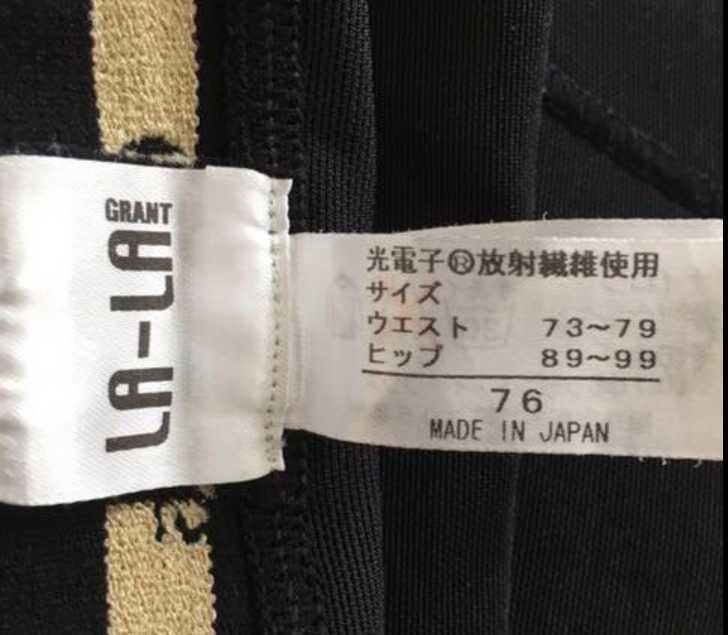 GRANT
LA-LA
光電子®放射繊維使用
サイズ
ウエスト 73〜79
ヒップ 89〜99
76
MADE IN JAPAN